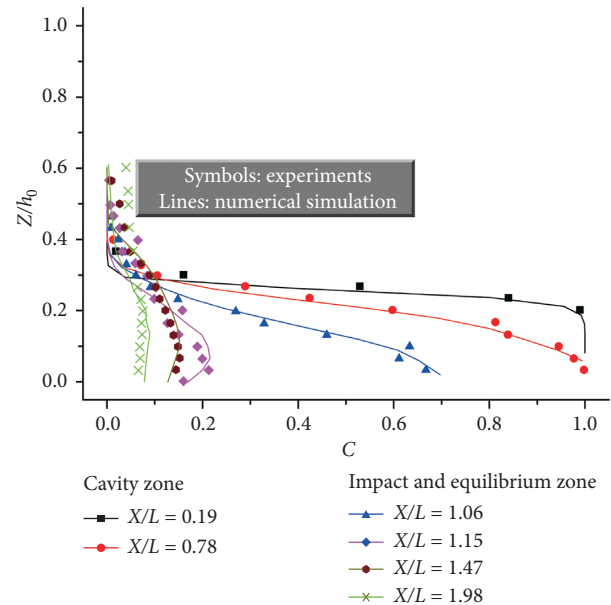 1.0
0.8
0.6
0.4
0.2
0.0
Z/h0
Symbols: experiments
Lines: numerical simulation
0.0 0.2 0.4 0.6 0.8 1.0
C
Cavity zone
X/L = 0.19
X/L = 0.78
Impact and equilibrium zone
X/L = 1.06
X/L = 1.15
X/L = 1.47
X/L = 1.98